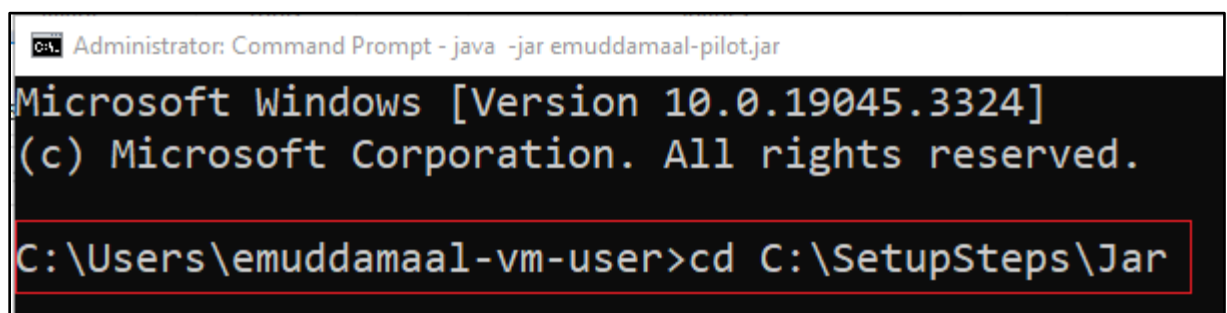 Administrator: Command Prompt - java -jar emuddamaal-pilot.jar
Microsoft Windows [Version 10.0.19045.3324]
(c) Microsoft Corporation. All rights reserved.
C:\Users\emuddamaal-vm-user>cd C:\SetupSteps\Jar